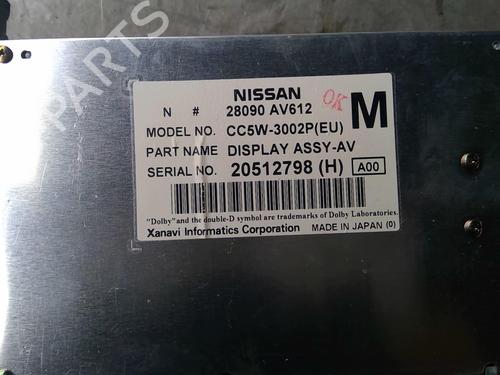 PARTS
NISSAN
N # 28090 AV612
OK
M
MODEL NO. CC5W-3002P(EU)
PART NAME DISPLAY ASSY-AV
SERIAL NO. 20512798 (H) A00
"Dolby" and the double-D symbol are trademarks of Dolby Laboratories.
Xanavi Informatics Corporation MADE IN JAPAN (0)